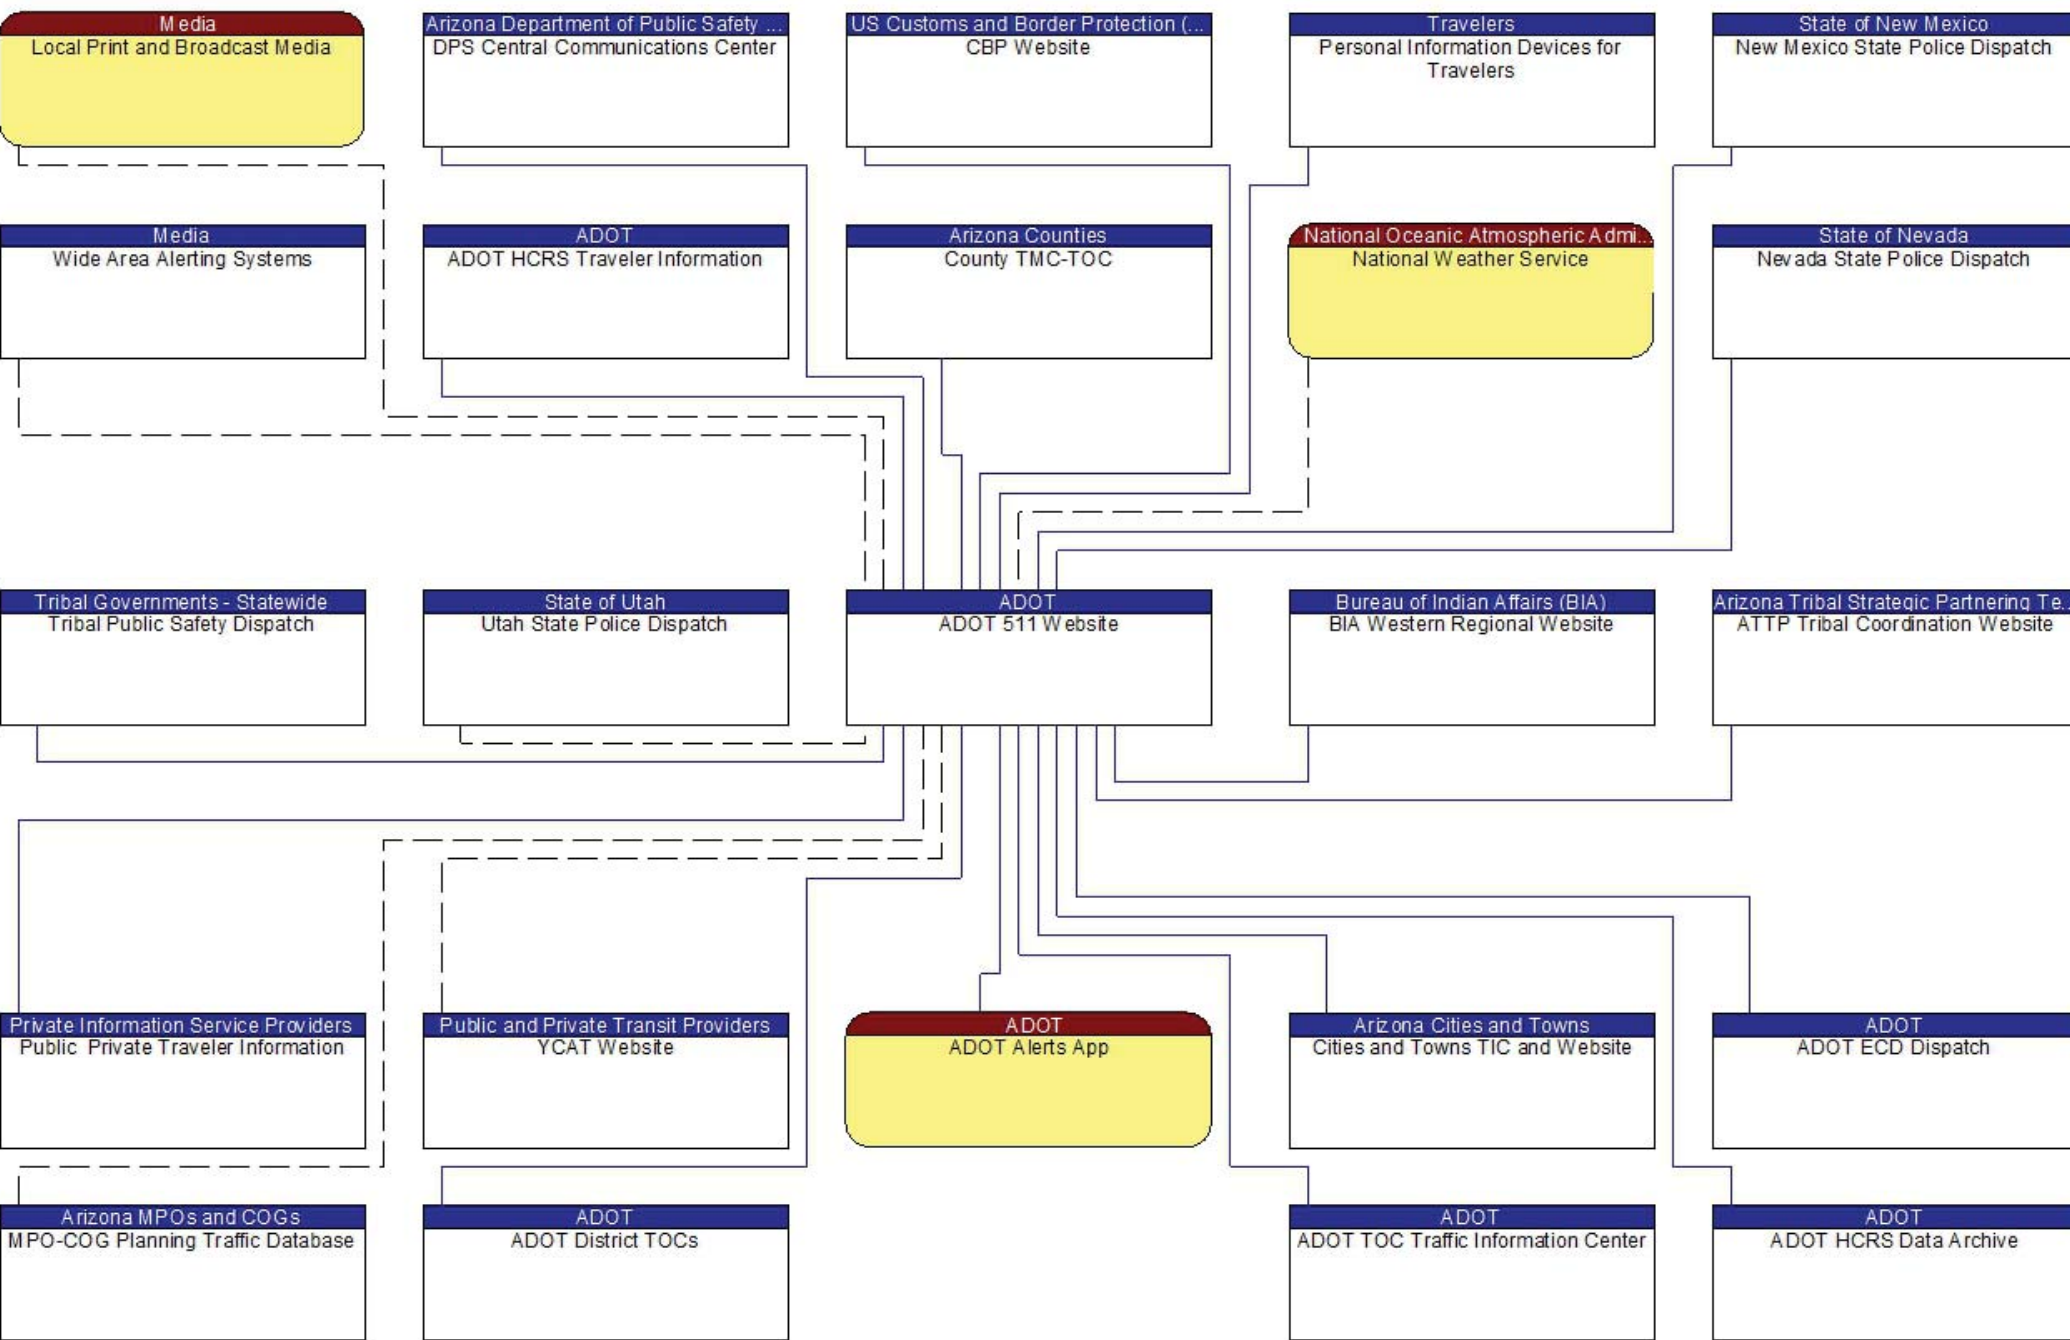 Media
Local Print and Broadcast Media
Arizona Department of Public Safety ...
DPS Central Communications Center
US Customs and Border Protection (...
CBP Website
Travelers
Personal Information Devices for
Travelers
State of New Mexico
New Mexico State Police Dispatch
Media
Wide Area Alerting Systems
ADOT
ADOT HCRS Traveler Information
Arizona Counties
County TMC-TOC
National Oceanic Atmospheric Admi...
National Weather Service
State of Nevada
Nevada State Police Dispatch
Tribal Governments - Statewide
Tribal Public Safety Dispatch
State of Utah
Utah State Police Dispatch
ADOT
ADOT 511 Website
Bureau of Indian Affairs (BIA)
BIA Western Regional Website
Arizona Tribal Strategic Partnering Te..
ATTP Tribal Coordination Website
Private Information Service Providers
Public Private Traveler Information
Public and Private Transit Providers
YCAT Website
ADOT
ADOT Alerts App
Arizona Cities and Towns
Cities and Towns TIC and Website
ADOT
ADOT ECD Dispatch
Arizona MPOs and COGs
MPO-COG Planning Traffic Database
ADOT
ADOT District TOCs
ADOT
ADOT TOC Traffic Information Center
ADOT
ADOT HCRS Data Archive